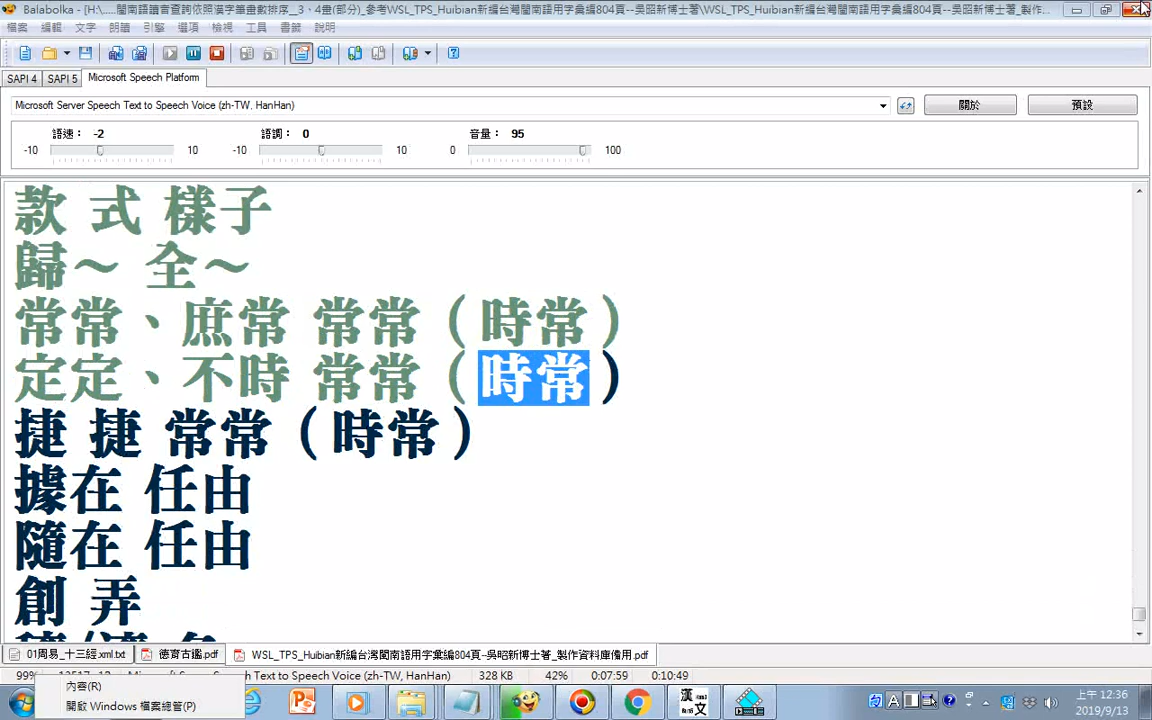 Balabolka - [H:\.....閩南語讀音查詢依照漢字筆畫數排序_3、4畫(部分)_參考WSL_TPS_Huibian新編台灣閩南語用字彙編804頁--吳昭新博士著\WSL_TPS_Huibian新編台灣閩南語用字彙編804頁--吳昭新博士著_製作...
檔案 編輯 文字 朗讀 引擎 選項 檢視 工具 書籤 說明
SAPI 4 SAPI 5 Microsoft Speech Platform
Microsoft Server Speech Text to Speech Voice (zh-TW, HanHan) 關於 預設
語速： -2 語調： 0 音量： 95
-10 10 -10 10 0 100
款 式 樣子
歸～ 全～
常常、庶常 常常（時常）
定定、不時 常常（時常）
捷 捷 常常（時常）
據在 任由
隨在 任由
創 弄
01周易_十三經.xml.txt 德育古鑑.pdf WSL_TPS_Huibian新編台灣閩南語用字彙編804頁--吳昭新博士著_製作資料庫備用.pdf
99% Text to Speech Voice (zh-TW, HanHan) 328 KB 42% 0:07:59 0:10:49
內容(R)
開啟 Windows 檔案總管(P)
漢文
上午 12:36
2019/9/13